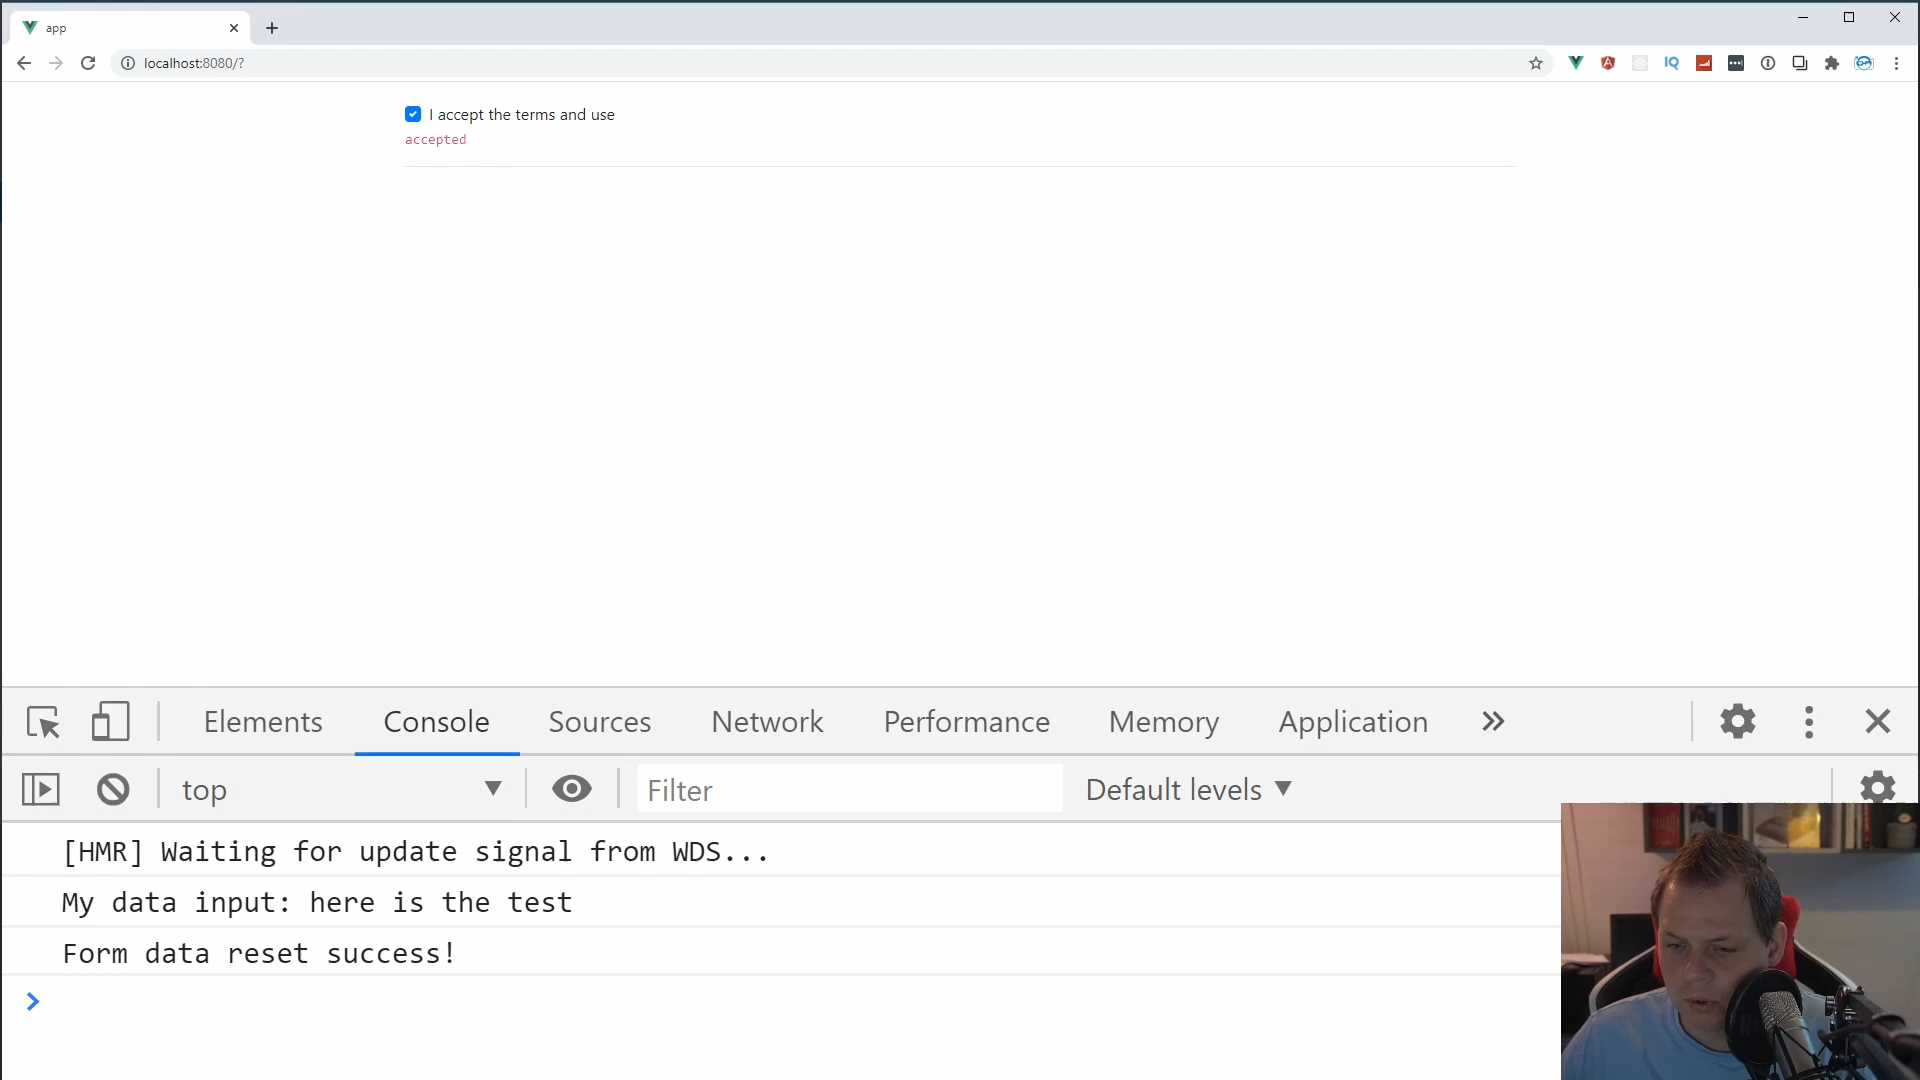 app
localhost:8080/?
IQ
I accept the terms and use
accepted
Elements Console Sources Network Performance Memory Application
top Filter Default levels
[HMR] Waiting for update signal from WDS...
My data input: here is the test
Form data reset success!